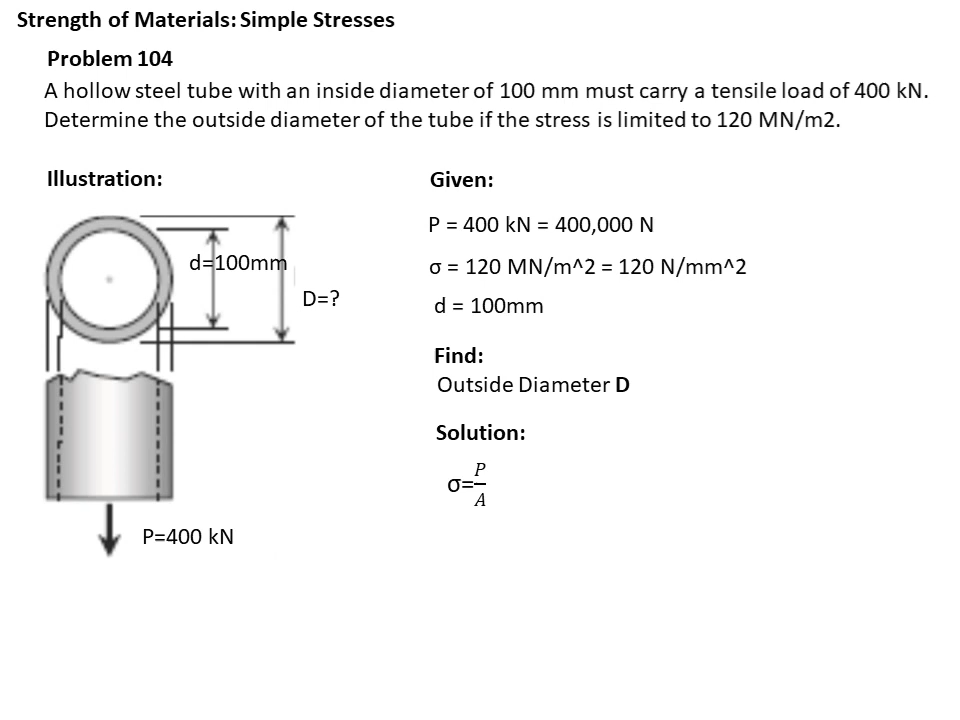 Strength of Materials: Simple Stresses
Problem 104
A hollow steel tube with an inside diameter of 100 mm must carry a tensile load of 400 kN.
Determine the outside diameter of the tube if the stress is limited to 120 MN/m2.
Illustration:
d=100mm
D=?
P=400 kN
Given:
P = 400 kN = 400,000 N
σ = 120 MN/m^2 = 120 N/mm^2
d = 100mm
Find:
Outside Diameter D
Solution:
σ=P/A